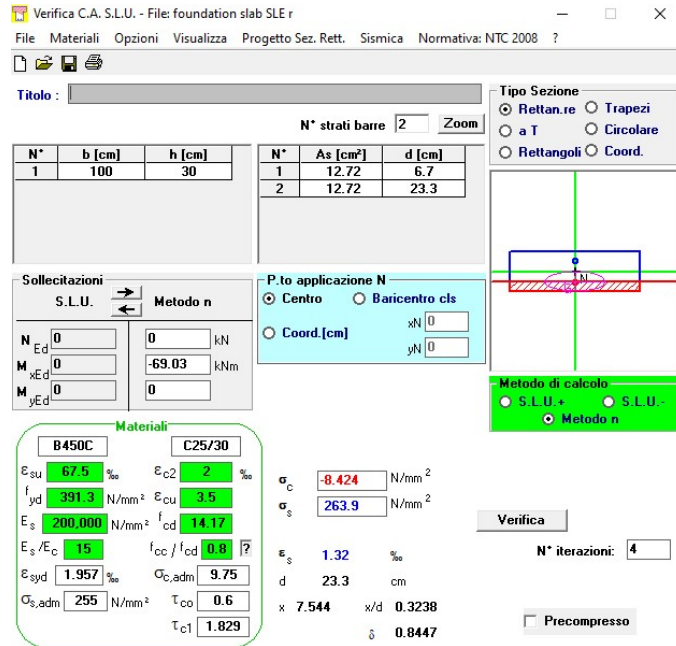 Verifica C.A. S.L.U. - File: foundation slab SLE r
File Materiali Opzioni Visualizza Progetto Sez. Rett. Sismica Normativa: NTC 2008 ?
Titolo :
N° strati barre 2 Zoom
N° b [cm] h [cm]
1 100 30
N° As [cm²] d [cm]
1 12.72 6.7
2 12.72 23.3
Tipo Sezione
Rettan.re Trapezi
a T Circolare
Rettangoli Coord.
N
Sollecitazioni
S.L.U. Metodo n
N Ed 0 0 kN
M xEd 0 -69.03 kNm
M yEd 0 0
P.to applicazione N
Centro Baricentro cls
Coord.[cm] xN 0
yN 0
Metodo di calcolo
S.L.U.+ S.L.U.-
Metodo n
Materiali
B450C C25/30
εsu 67.5 ‰ εc2 2 ‰
fyd 391.3 N/mm² εcu 3.5
Es 200,000 N/mm² fcd 14.17
Es/Ec 15 fcc / fcd 0.8 ?
εsyd 1.957 ‰ σc,adm 9.75
σs,adm 255 N/mm² τco 0.6
τc1 1.829
σc -8.424 N/mm²
σs 263.9 N/mm²
εs 1.32 ‰
d 23.3 cm
x 7.544 x/d 0.3238
δ 0.8447
Verifica
N° iterazioni: 4
Precompresso